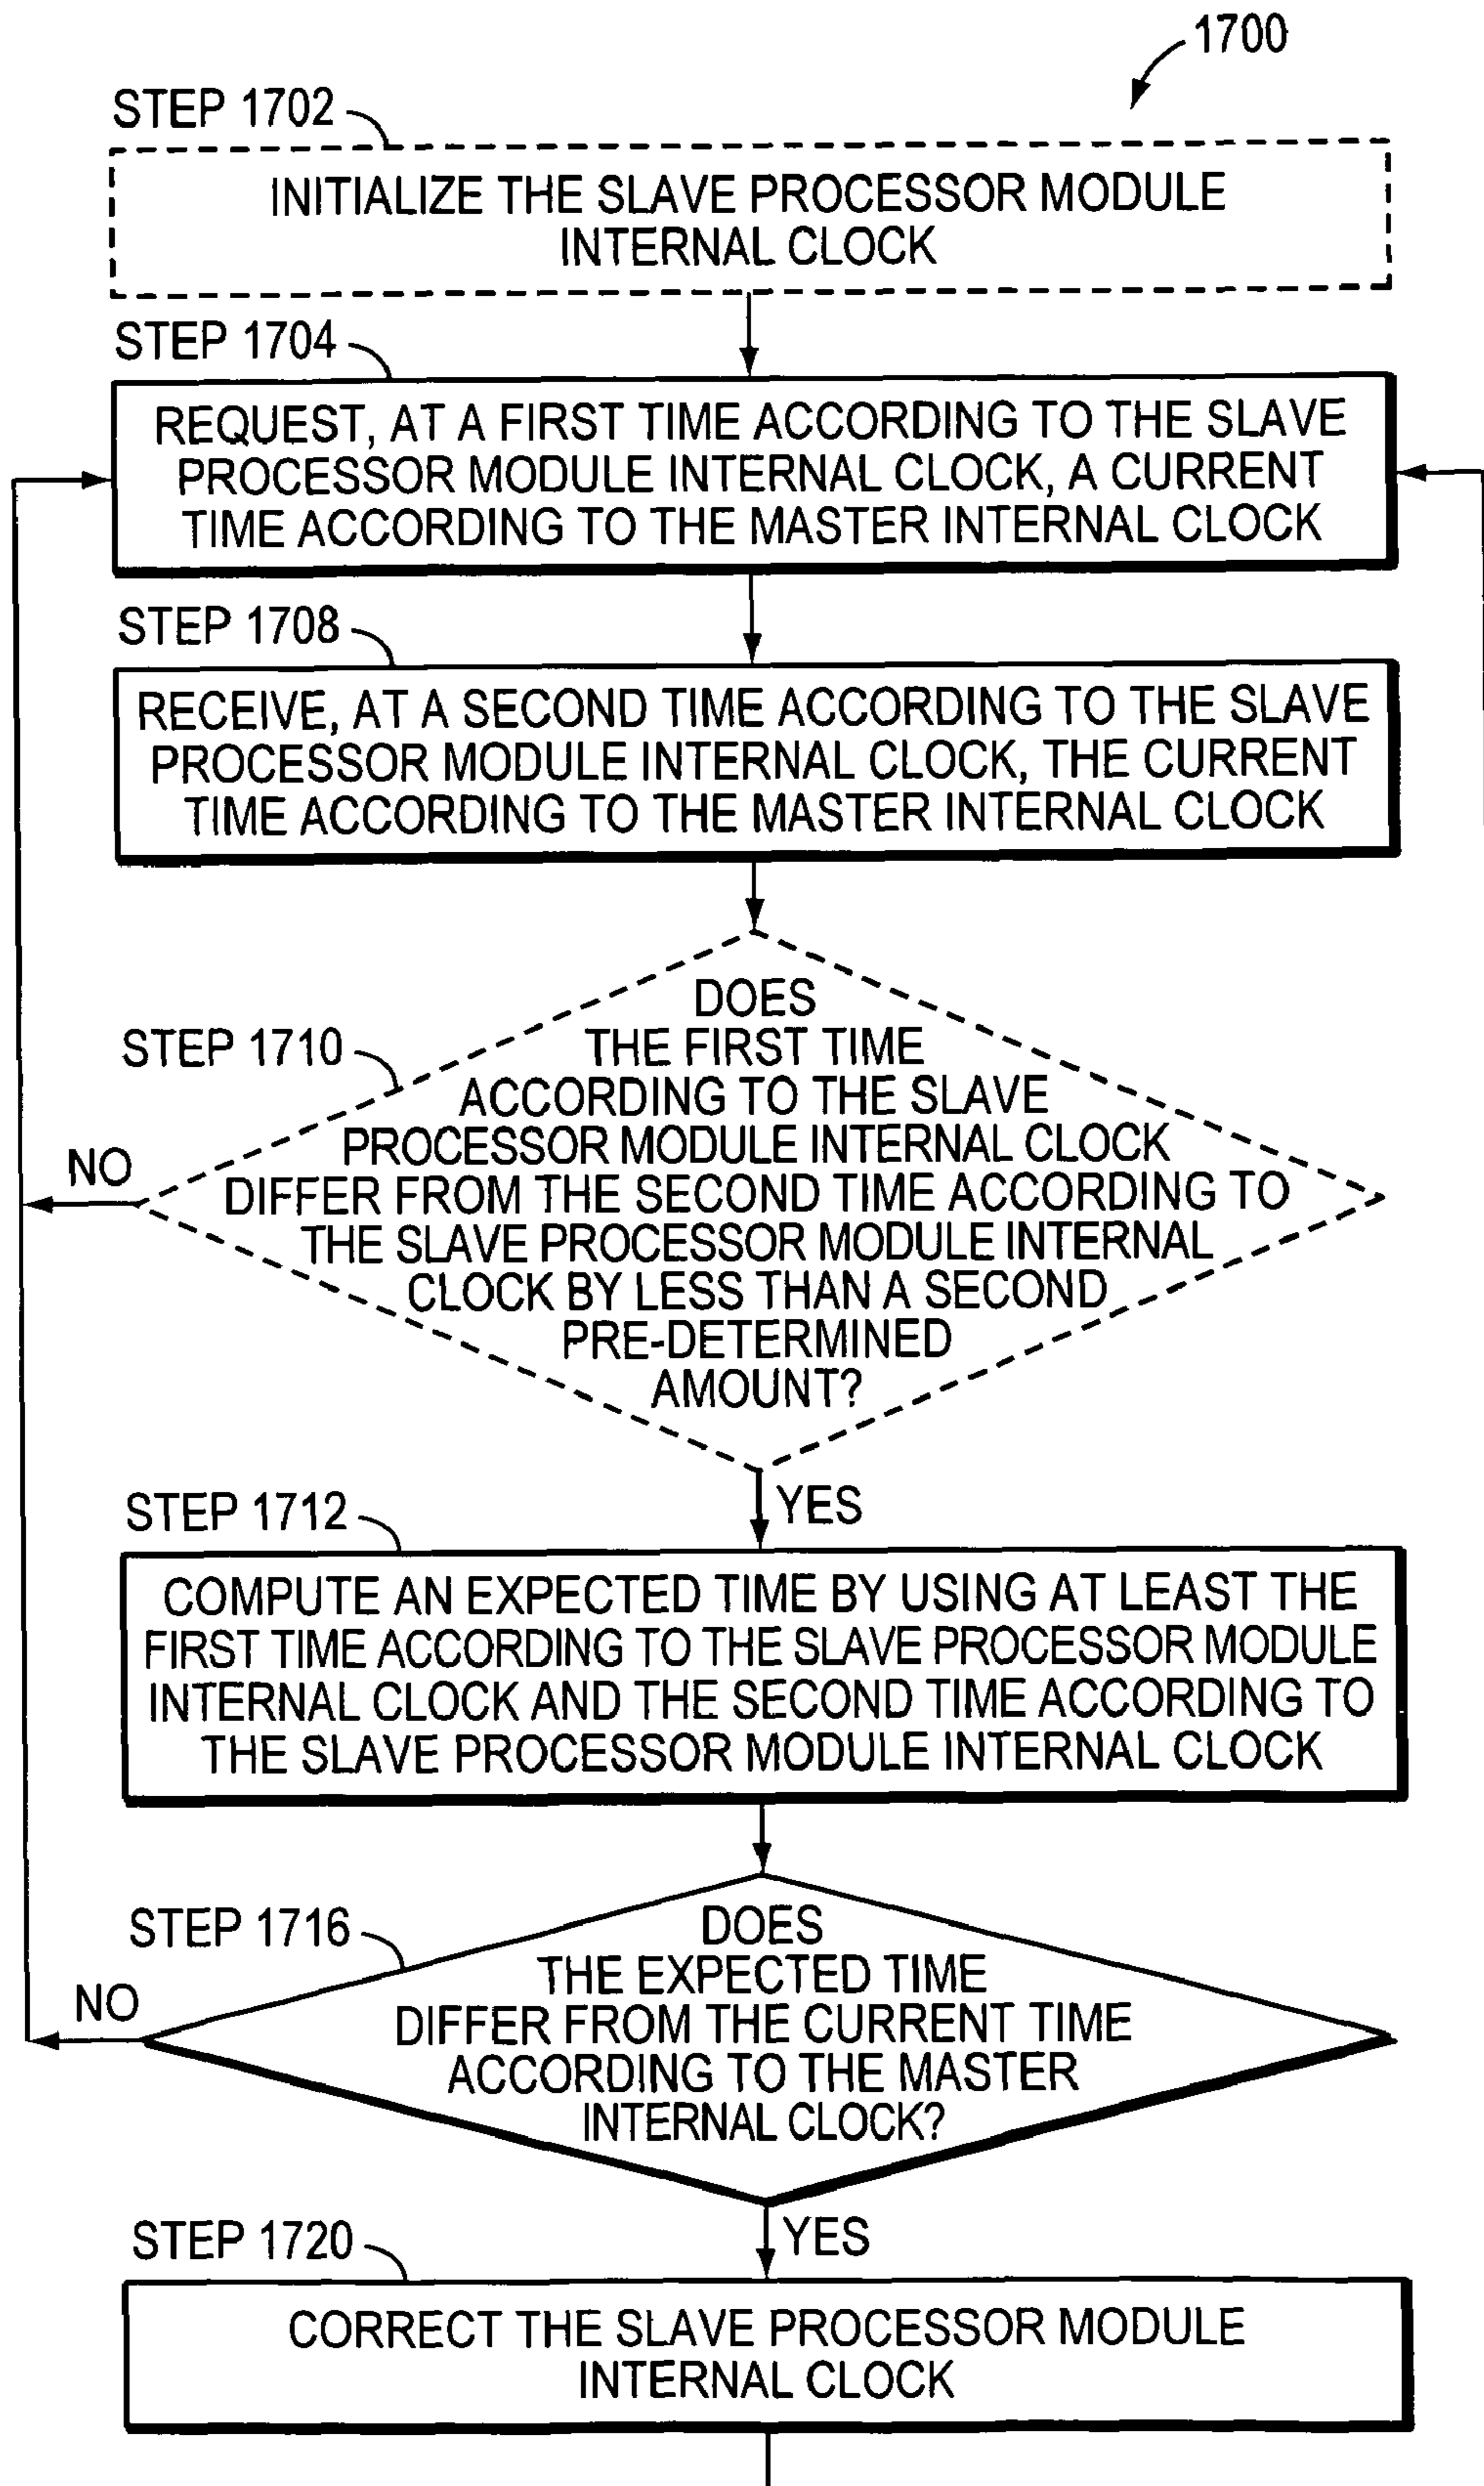 1700
STEP 1702
INITIALIZE THE SLAVE PROCESSOR MODULE
INTERNAL CLOCK
STEP 1704
REQUEST, AT A FIRST TIME ACCORDING TO THE SLAVE
PROCESSOR MODULE INTERNAL CLOCK, A CURRENT
TIME ACCORDING TO THE MASTER INTERNAL CLOCK
STEP 1708
RECEIVE, AT A SECOND TIME ACCORDING TO THE SLAVE
PROCESSOR MODULE INTERNAL CLOCK, THE CURRENT
TIME ACCORDING TO THE MASTER INTERNAL CLOCK
STEP 1710
DOES
THE FIRST TIME
ACCORDING TO THE SLAVE
PROCESSOR MODULE INTERNAL CLOCK
DIFFER FROM THE SECOND TIME ACCORDING TO
THE SLAVE PROCESSOR MODULE INTERNAL
CLOCK BY LESS THAN A SECOND
PRE-DETERMINED
AMOUNT?
NO
YES
STEP 1712
COMPUTE AN EXPECTED TIME BY USING AT LEAST THE
FIRST TIME ACCORDING TO THE SLAVE PROCESSOR MODULE
INTERNAL CLOCK AND THE SECOND TIME ACCORDING TO
THE SLAVE PROCESSOR MODULE INTERNAL CLOCK
STEP 1716
DOES
THE EXPECTED TIME
DIFFER FROM THE CURRENT TIME
ACCORDING TO THE MASTER
INTERNAL CLOCK?
NO
YES
STEP 1720
CORRECT THE SLAVE PROCESSOR MODULE
INTERNAL CLOCK